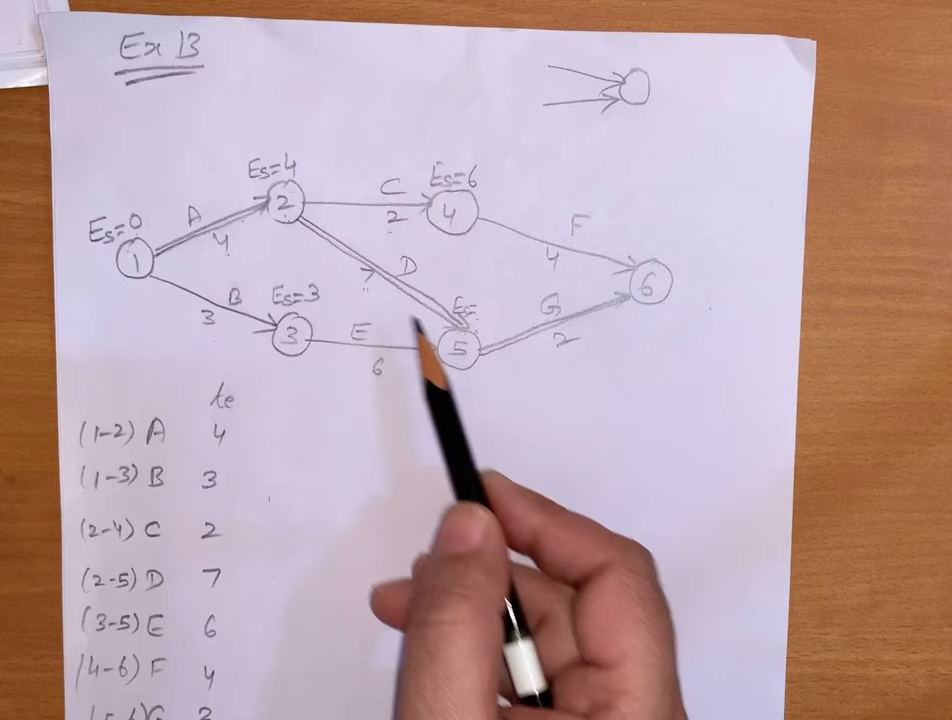 Ex 13
Es=0
Es=4
Es=6
Es=3
Es=
1
2
3
4
5
6
A
4
B
3
C
2
D
7
E
6
F
4
G
2
te
(1-2) A 4
(1-3) B 3
(2-4) C 2
(2-5) D 7
(3-5) E 6
(4-6) F 4